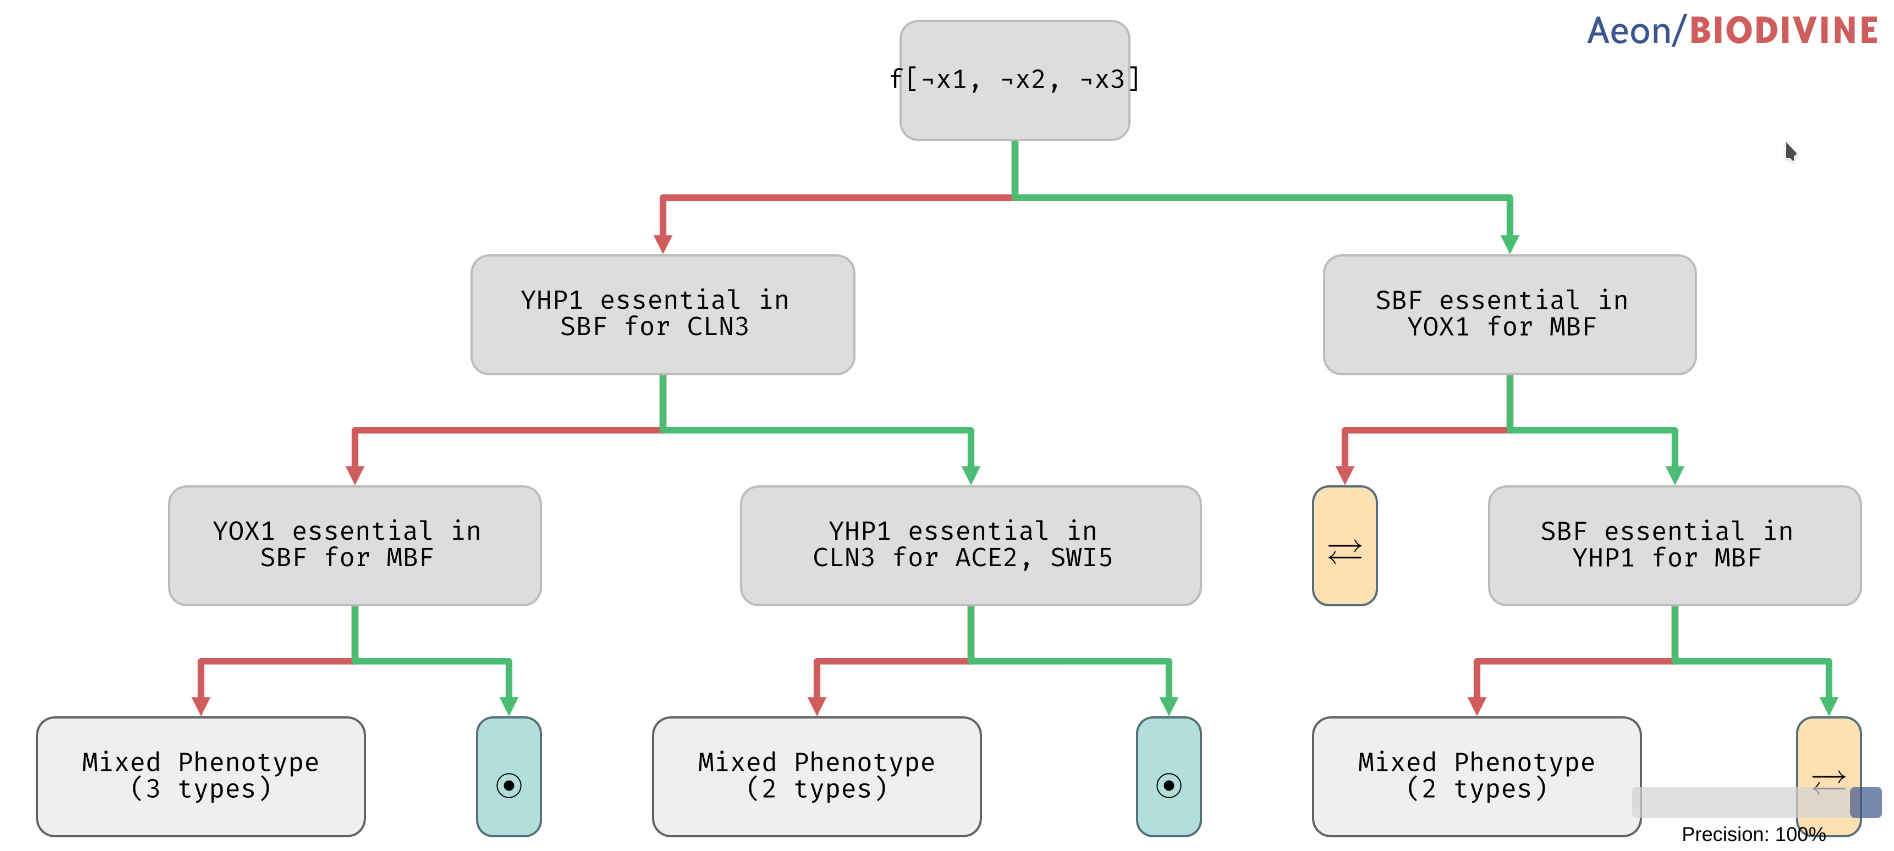 Aeon/BIODIVINE
f[¬x1, ¬x2, ¬x3]
YHP1 essential in
SBF for CLN3
SBF essential in
YOX1 for MBF
YOX1 essential in
SBF for MBF
YHP1 essential in
CLN3 for ACE2, SWI5
⇄
SBF essential in
YHP1 for MBF
Mixed Phenotype
(3 types)
⊙
Mixed Phenotype
(2 types)
⊙
Mixed Phenotype
(2 types)
⇄
Precision: 100%